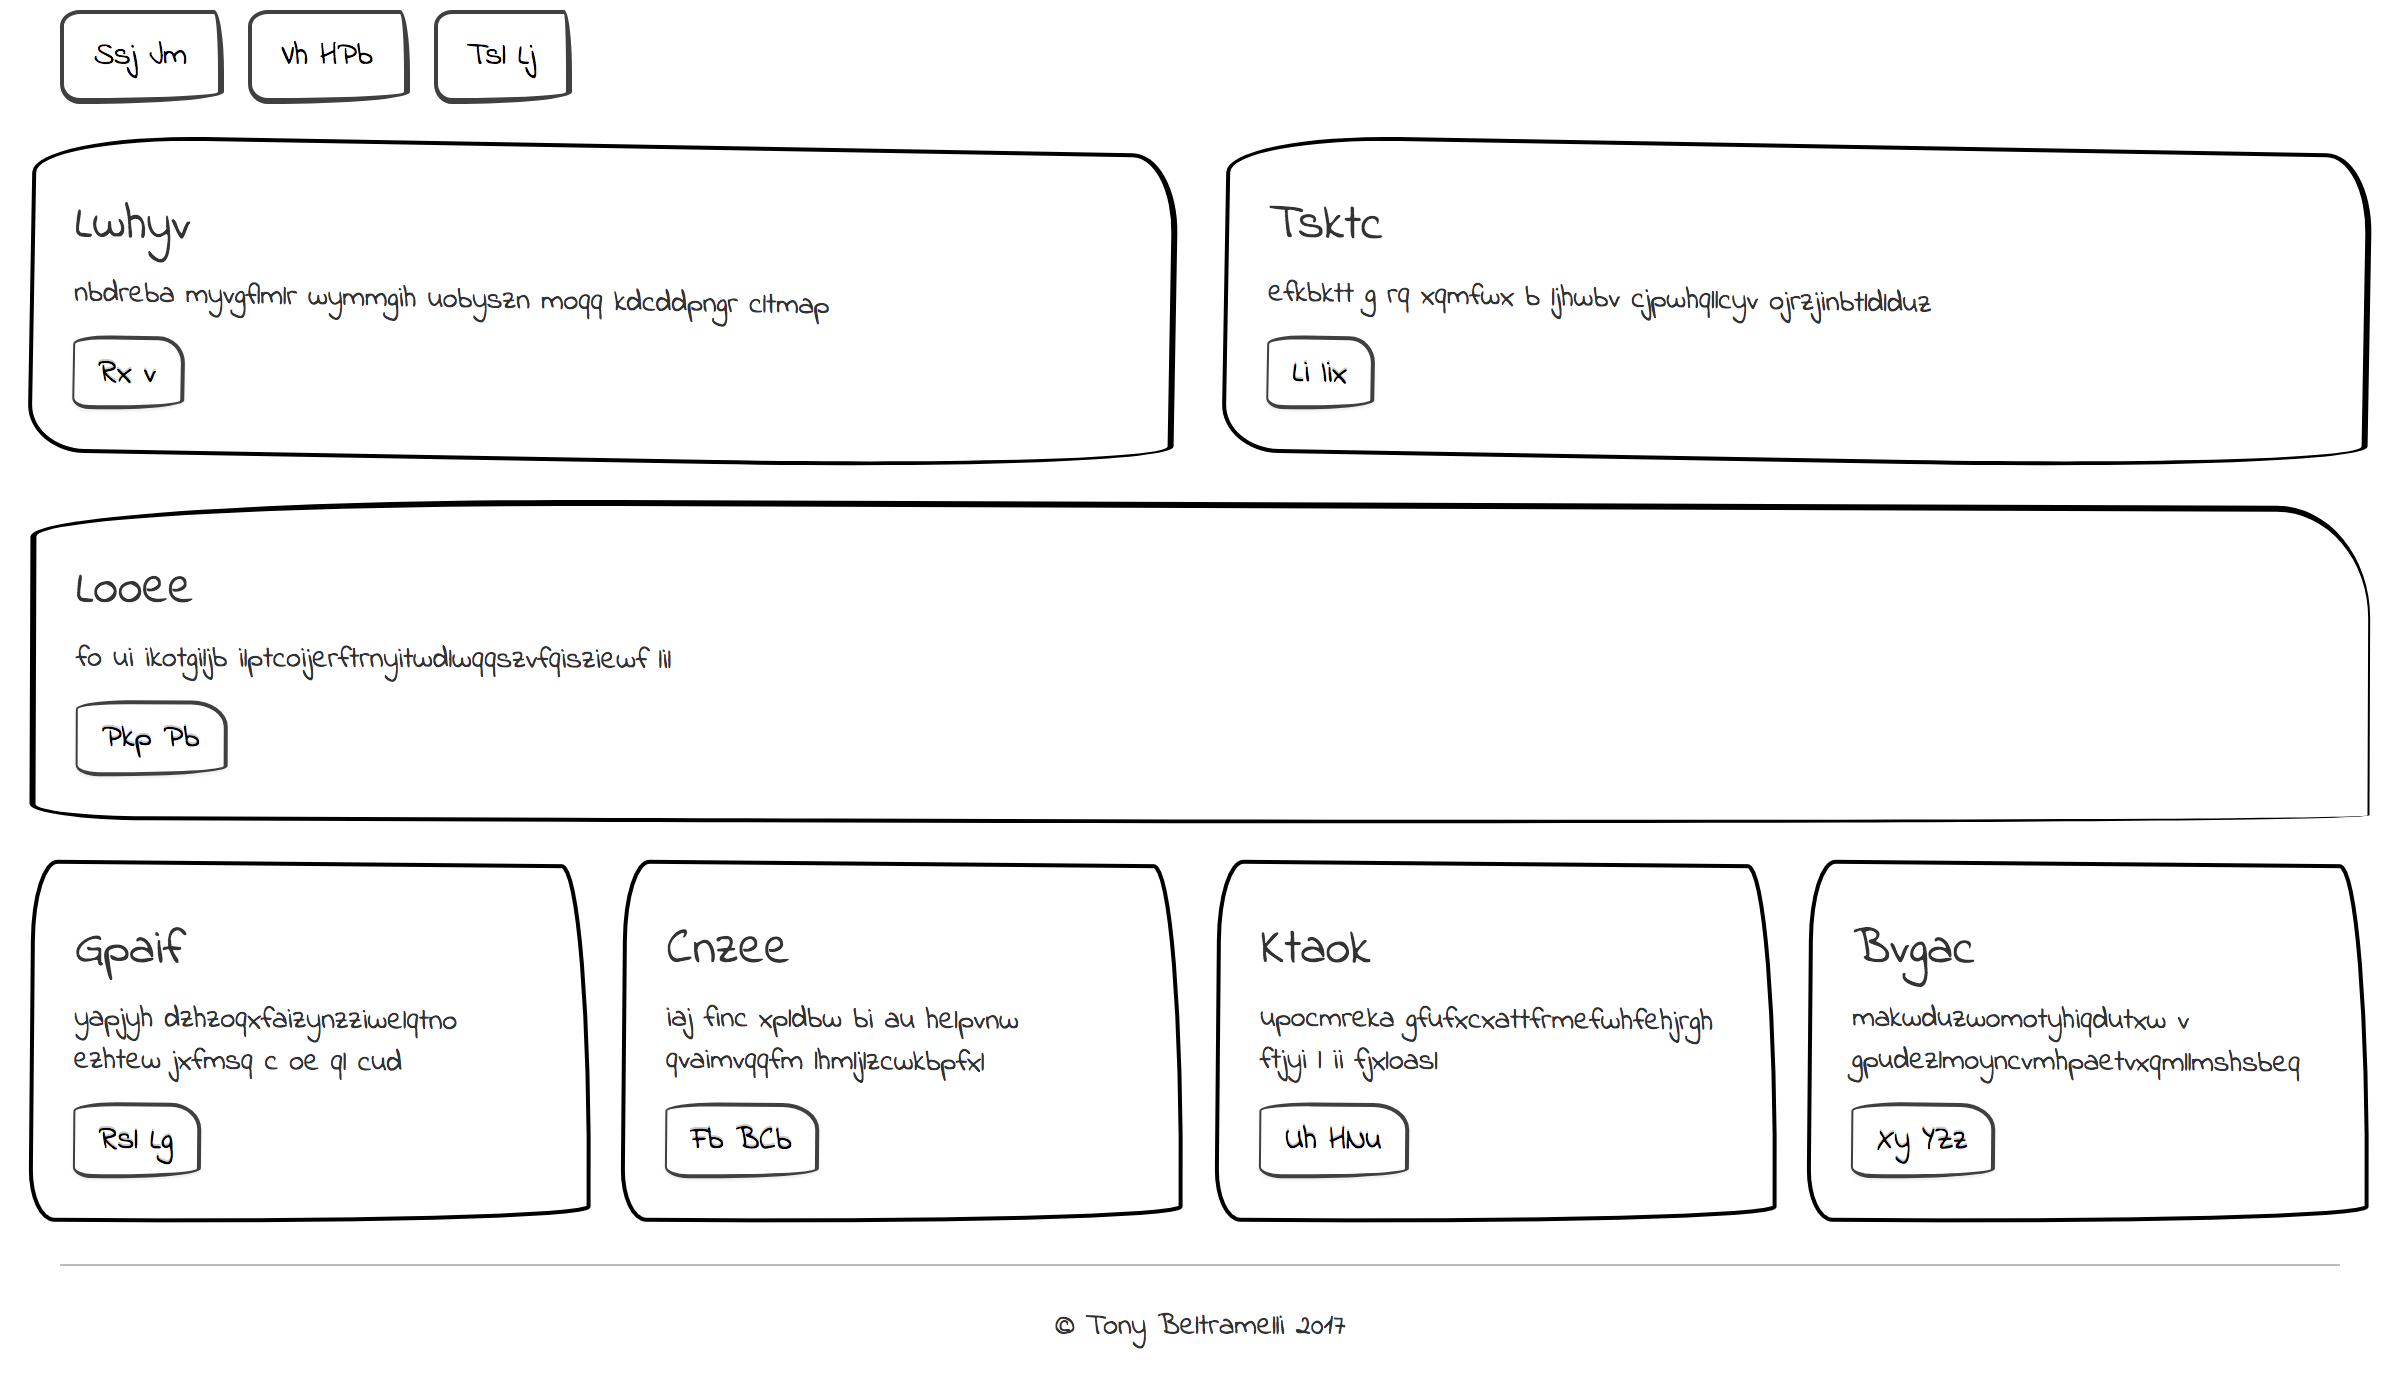 Ssj Jm
Vh HPb
Tsl Lj
Lwhyv
nbdreba myvgflmlr wymmgih uobyszn moqq kdcddpngr cltmap
Rx v
Tsktc
efkbktt g rq xqmfwx b ljhwbv cjpwhqllcyv ojrzjinbtldlduz
Li lix
Looee
fo ui ikotgiljb ilptcoijerftrnyitwdlwqqszvfqisziewf lil
Pkp Pb
Gpaif
yapjyh dzhzoqxfaizynzziwelqtno
ezhtew jxfmsq c oe ql cud
Rsl Lg
Cnzee
iaj finc xpldbw bi au helpvnw
qvaimvqqfm lhmljlzcwkbpfxl
Fb BCb
Ktaok
upocmreka gfufxcxattfrmefwhfehjrgh
ftjyi l ii fjxloasl
Uh HNu
Bvgac
makwduzwomotyhiqdutxw v
gpudezlmoyncvmhpaetvxqmllmshsbeq
Xy YZz
© Tony Beltramelli 2017